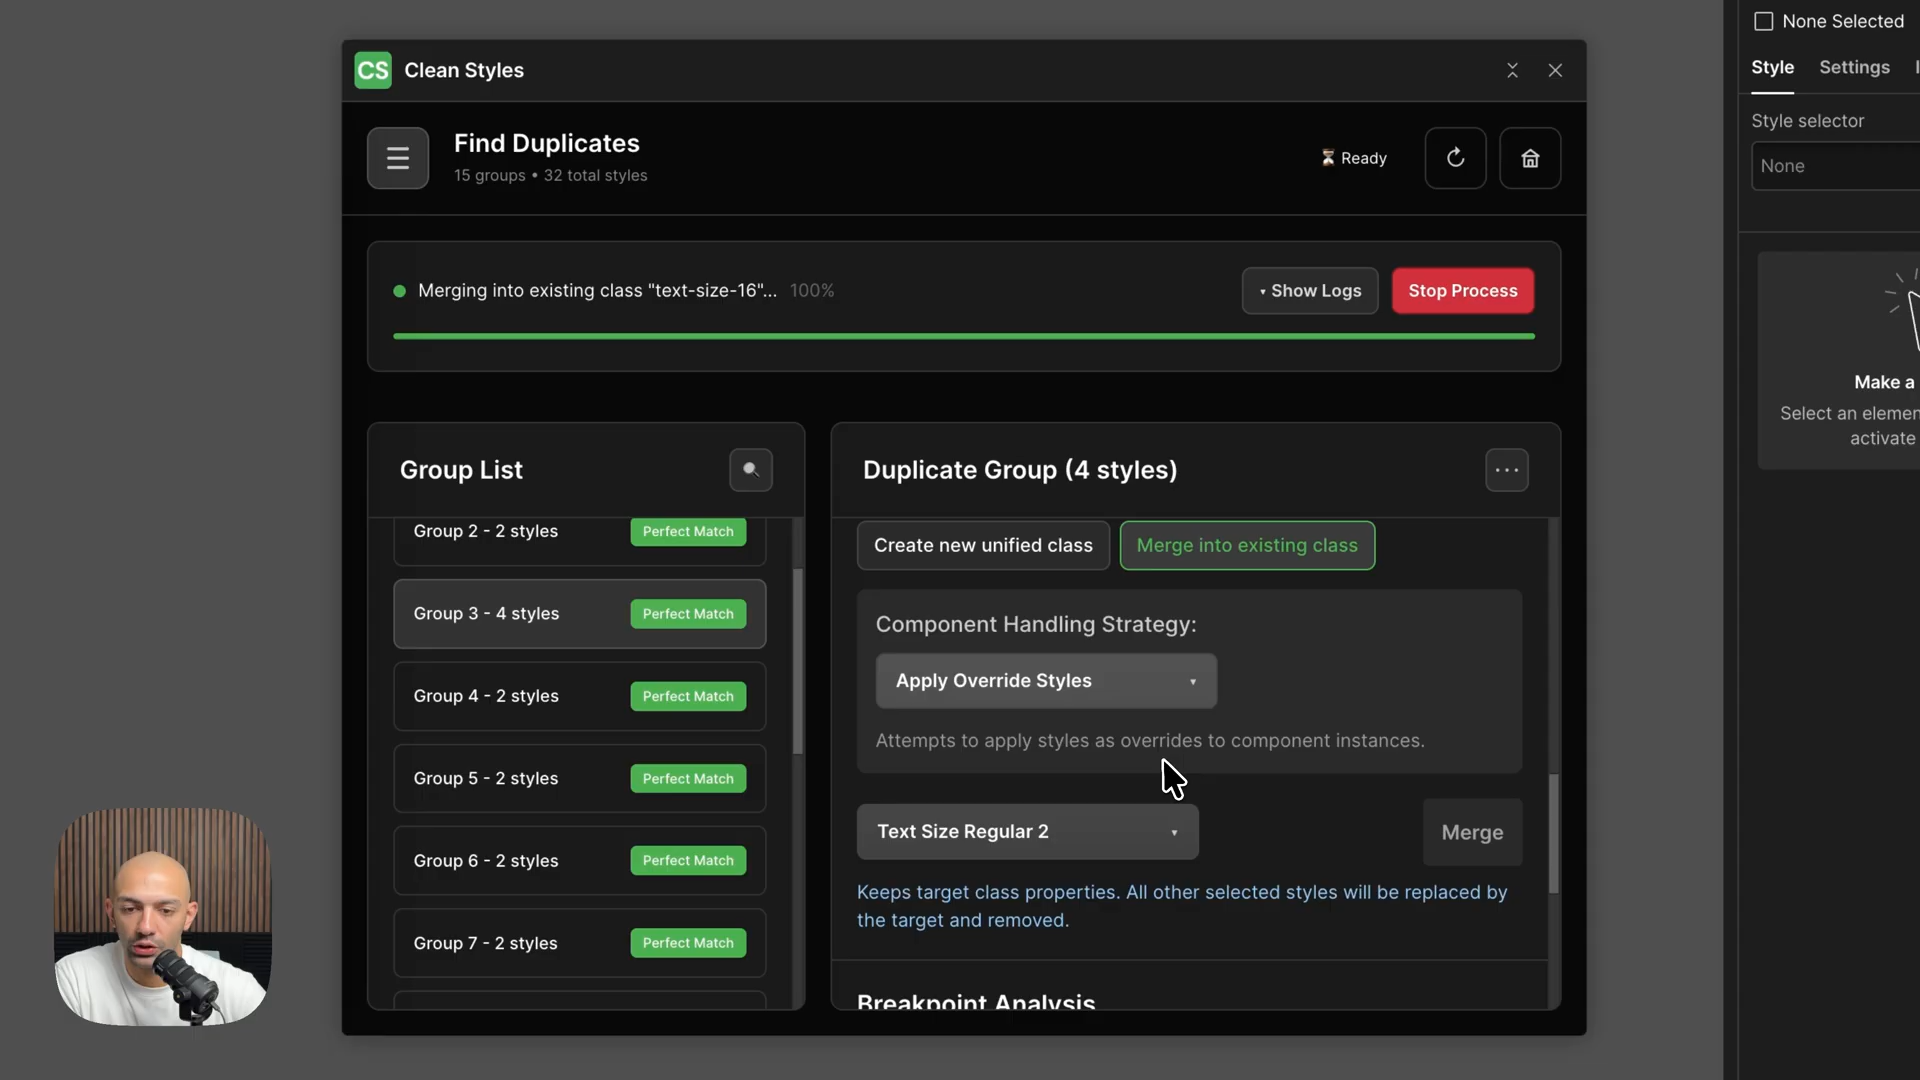 CS Clean Styles
Find Duplicates
15 groups • 32 total styles
Ready
Merging into existing class "text-size-16"... 100%
Show Logs
Stop Process
Group List
Group 2 - 2 styles Perfect Match
Group 3 - 4 styles Perfect Match
Group 4 - 2 styles Perfect Match
Group 5 - 2 styles Perfect Match
Group 6 - 2 styles Perfect Match
Group 7 - 2 styles Perfect Match
Duplicate Group (4 styles)
Create new unified class
Merge into existing class
Component Handling Strategy:
Apply Override Styles
Attempts to apply styles as overrides to component instances.
Text Size Regular 2
Merge
Keeps target class properties. All other selected styles will be replaced by
the target and removed.
Breakpoint Analysis
None Selected
Style Settings
Style selector
None
Make a
Select an elemen
activate